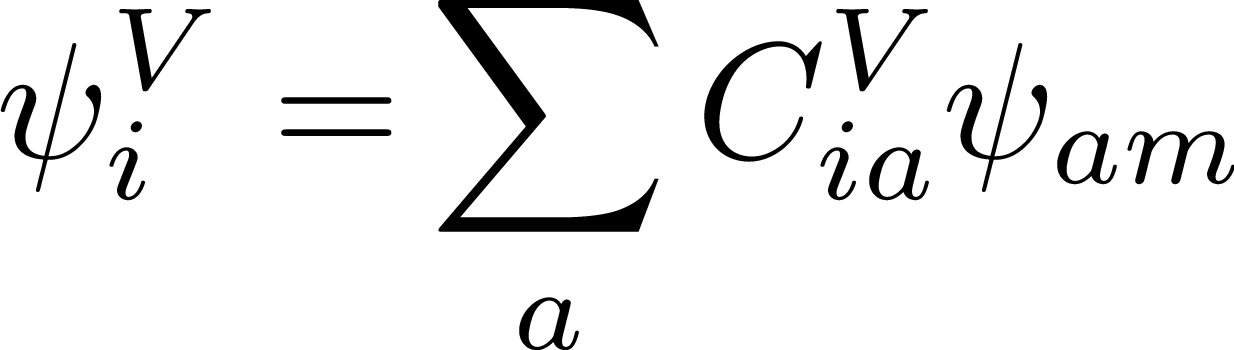 ψ_i^V = ∑_a C_{ia}^V ψ_{am}